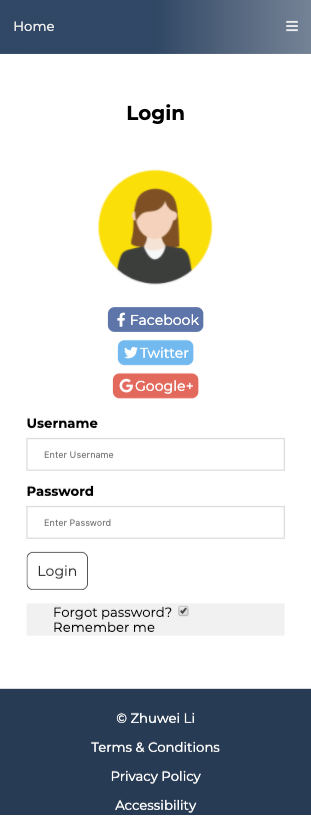 Home
Login
Facebook
Twitter
Google+
Username
Enter Username
Password
Enter Password
Login
Forgot password?
Remember me
© Zhuwei Li
Terms & Conditions
Privacy Policy
Accessibility